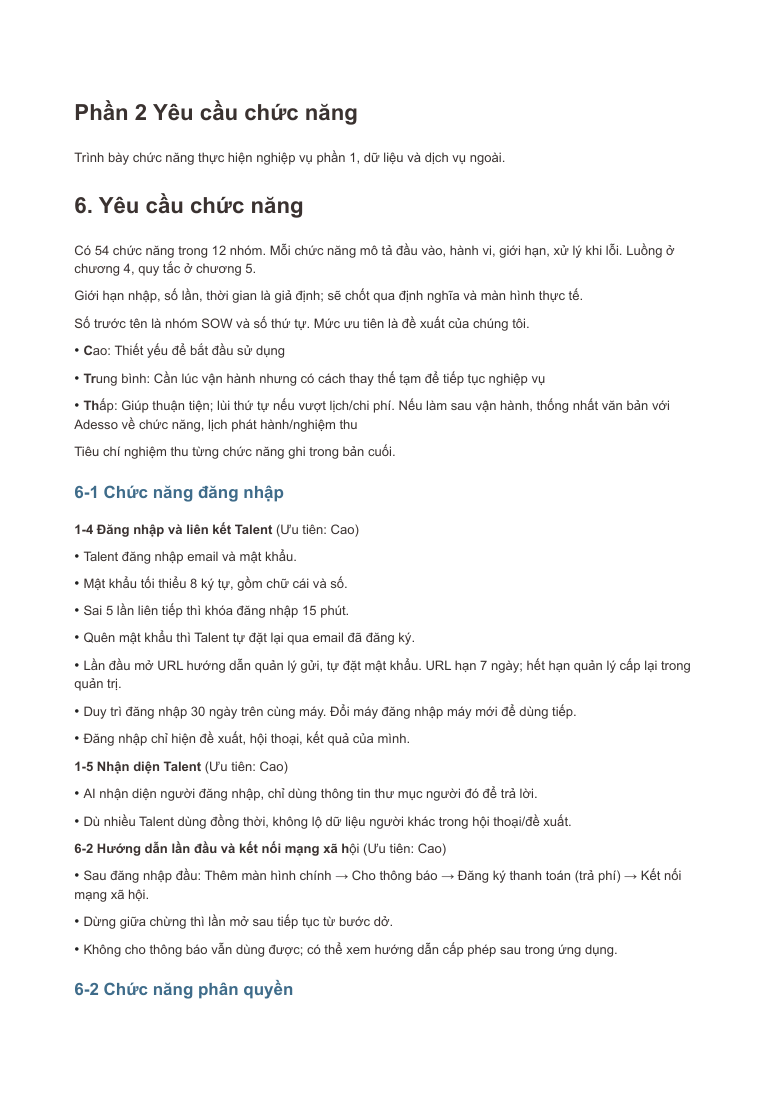 Phần 2 Yêu cầu chức năng
Trình bày chức năng thực hiện nghiệp vụ phần 1, dữ liệu và dịch vụ ngoài.
6. Yêu cầu chức năng
Có 54 chức năng trong 12 nhóm. Mỗi chức năng mô tả đầu vào, hành vi, giới hạn, xử lý khi lỗi. Luồng ở
chương 4, quy tắc ở chương 5.
Giới hạn nhập, số lần, thời gian là giả định; sẽ chốt qua định nghĩa và màn hình thực tế.
Số trước tên là nhóm SOW và số thứ tự. Mức ưu tiên là đề xuất của chúng tôi.
• Cao: Thiết yếu để bắt đầu sử dụng
• Trung bình: Cần lúc vận hành nhưng có cách thay thế tạm để tiếp tục nghiệp vụ
• Thấp: Giúp thuận tiện; lùi thứ tự nếu vượt lịch/chi phí. Nếu làm sau vận hành, thống nhất văn bản với
Adesso về chức năng, lịch phát hành/nghiệm thu
Tiêu chí nghiệm thu từng chức năng ghi trong bản cuối.
6-1 Chức năng đăng nhập
1-4 Đăng nhập và liên kết Talent (Ưu tiên: Cao)
• Talent đăng nhập email và mật khẩu.
• Mật khẩu tối thiểu 8 ký tự, gồm chữ cái và số.
• Sai 5 lần liên tiếp thì khóa đăng nhập 15 phút.
• Quên mật khẩu thì Talent tự đặt lại qua email đã đăng ký.
• Lần đầu mở URL hướng dẫn quản lý gửi, tự đặt mật khẩu. URL hạn 7 ngày; hết hạn quản lý cấp lại trong
quản trị.
• Duy trì đăng nhập 30 ngày trên cùng máy. Đổi máy đăng nhập máy mới để dùng tiếp.
• Đăng nhập chỉ hiện đề xuất, hội thoại, kết quả của mình.
1-5 Nhận diện Talent (Ưu tiên: Cao)
• AI nhận diện người đăng nhập, chỉ dùng thông tin thư mục người đó để trả lời.
• Dù nhiều Talent dùng đồng thời, không lộ dữ liệu người khác trong hội thoại/đề xuất.
6-2 Hướng dẫn lần đầu và kết nối mạng xã hội (Ưu tiên: Cao)
• Sau đăng nhập đầu: Thêm màn hình chính → Cho thông báo → Đăng ký thanh toán (trả phí) → Kết nối
mạng xã hội.
• Dừng giữa chừng thì lần mở sau tiếp tục từ bước dở.
• Không cho thông báo vẫn dùng được; có thể xem hướng dẫn cấp phép sau trong ứng dụng.
6-2 Chức năng phân quyền